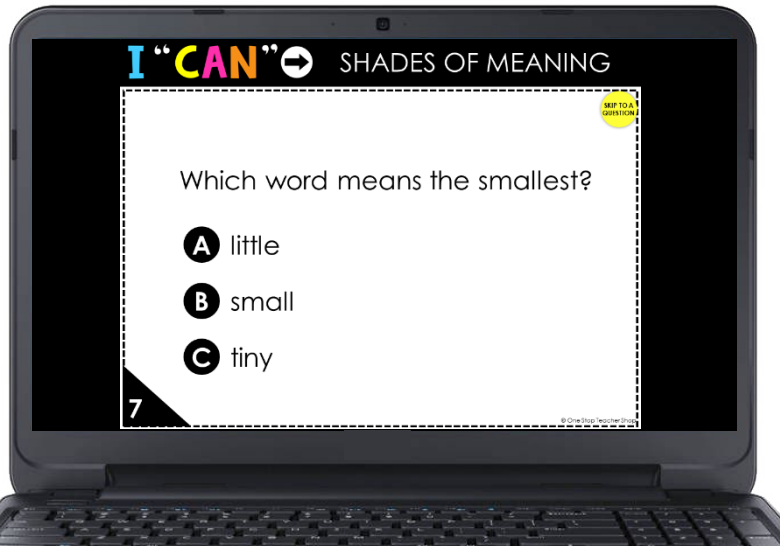 I “CAN” SHADES OF MEANING
SKIP TO A
QUESTION
Which word means the smallest?
A little
B small
C tiny
7
© One Stop Teacher Shop